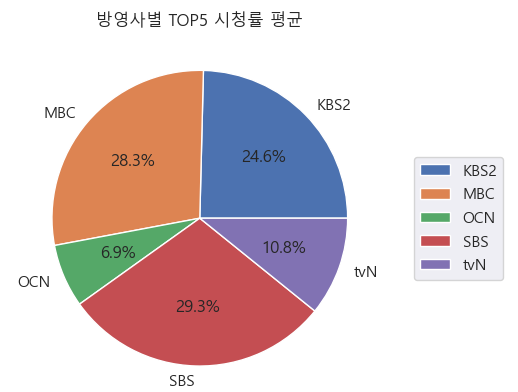 방영사별 TOP5 시청률 평균
KBS2
MBC
24.6%
28.3%
6.9%
10.8%
OCN
tvN
29.3%
SBS
KBS2
MBC
OCN
SBS
tvN